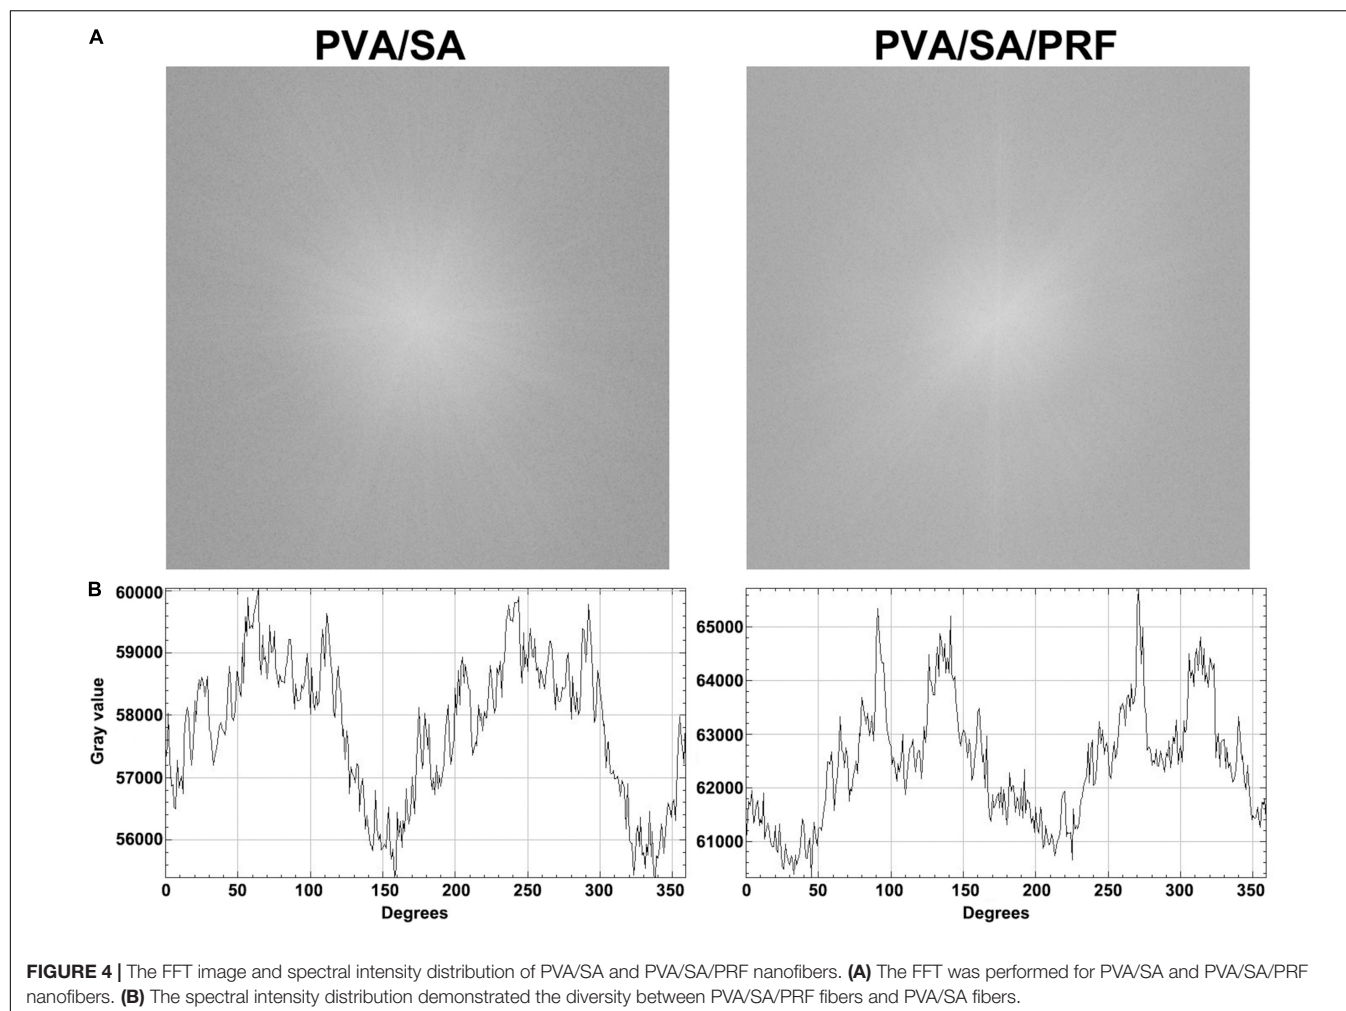 A
PVA/SA
PVA/SA/PRF
B
60000
59000
58000
57000
56000
Gray value
0 50 100 150 200 250 300 350
Degrees
65000
64000
63000
62000
61000
0 50 100 150 200 250 300 350
Degrees
FIGURE 4 | The FFT image and spectral intensity distribution of PVA/SA and PVA/SA/PRF nanofibers. (A) The FFT was performed for PVA/SA and PVA/SA/PRF
nanofibers. (B) The spectral intensity distribution demonstrated the diversity between PVA/SA/PRF fibers and PVA/SA fibers.